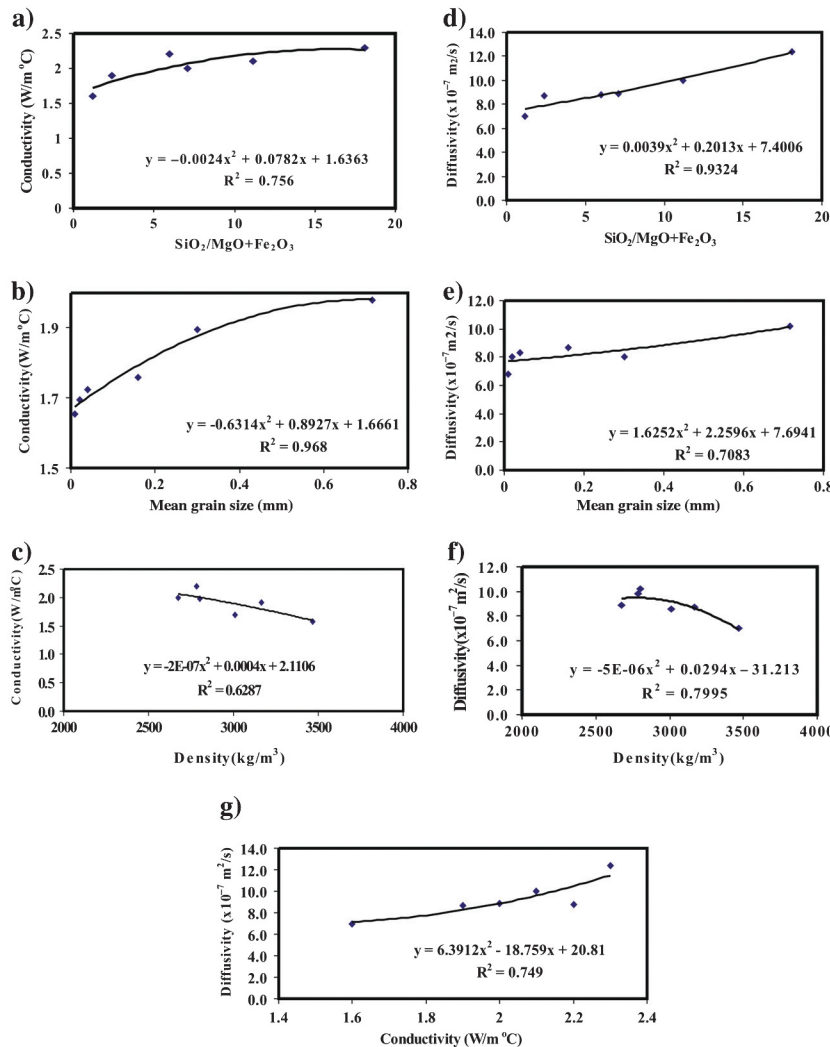 a)
Conductivity (W/m °C)
2.5
2
1.5
1
0.5
0
y = −0.0024x² + 0.0782x + 1.6363
R² = 0.756
0 5 10 15 20
SiO₂/MgO+Fe₂O₃
d)
Diffusivity(x10⁻⁷ m₂/s)
14.0
12.0
10.0
8.0
6.0
4.0
2.0
0.0
y = 0.0039x² + 0.2013x + 7.4006
R² = 0.9324
0 5 10 15 20
SiO₂/MgO+Fe₂O₃
b)
Conductivity(W/m°C)
1.9
1.7
1.5
y = -0.6314x² + 0.8927x + 1.6661
R² = 0.968
0 0.2 0.4 0.6 0.8
Mean grain size (mm)
e)
Diffusivity(x10⁻⁷m2/s)
12.0
10.0
8.0
6.0
4.0
2.0
0.0
y = 1.6252x² + 2.2596x + 7.6941
R² = 0.7083
0 0.2 0.4 0.6 0.8
Mean grain size (mm)
c)
Conductivity(W/m°C)
2.5
2.0
1.5
1.0
0.5
0.0
y = -2E-07x² + 0.0004x + 2.1106
R² = 0.6287
2000 2500 3000 3500 4000
Density(kg/m³)
f)
Diffusivity(x10⁻⁷m²/s)
12.0
10.0
8.0
6.0
4.0
2.0
0.0
y = -5E-06x² + 0.0294x − 31.213
R² = 0.7995
2000 2500 3000 3500 4000
Density(kg/m³)
g)
Diffusivity (x10⁻⁷ m²/s)
14.0
12.0
10.0
8.0
6.0
4.0
2.0
0.0
y = 6.3912x² - 18.759x + 20.81
R² = 0.749
1.4 1.6 1.8 2 2.2 2.4
Conductivity (W/m °C)